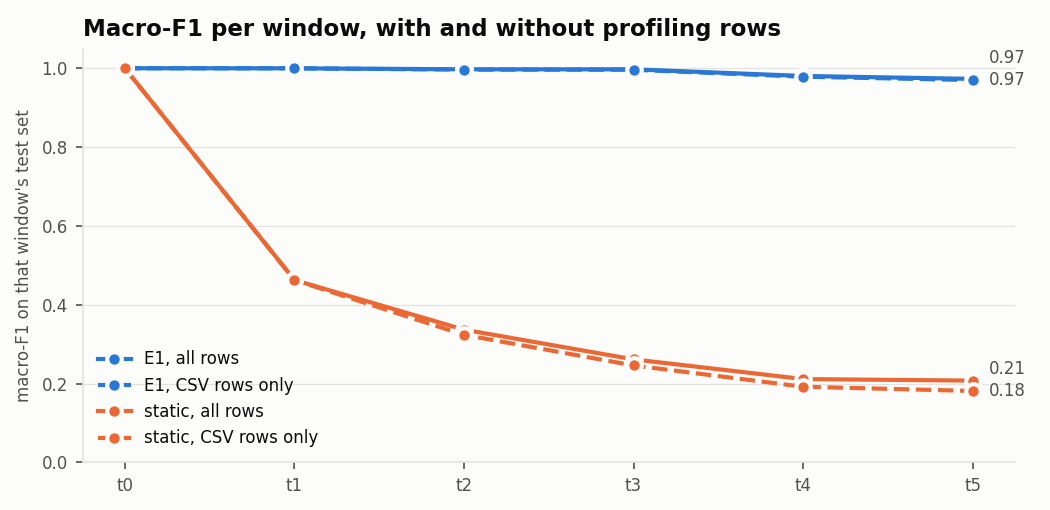 Macro-F1 per window, with and without profiling rows
macro-F1 on that window's test set
1.0
0.8
0.6
0.4
0.2
0.0
t0
t1
t2
t3
t4
t5
0.97
0.97
0.21
0.18
E1, all rows
E1, CSV rows only
static, all rows
static, CSV rows only